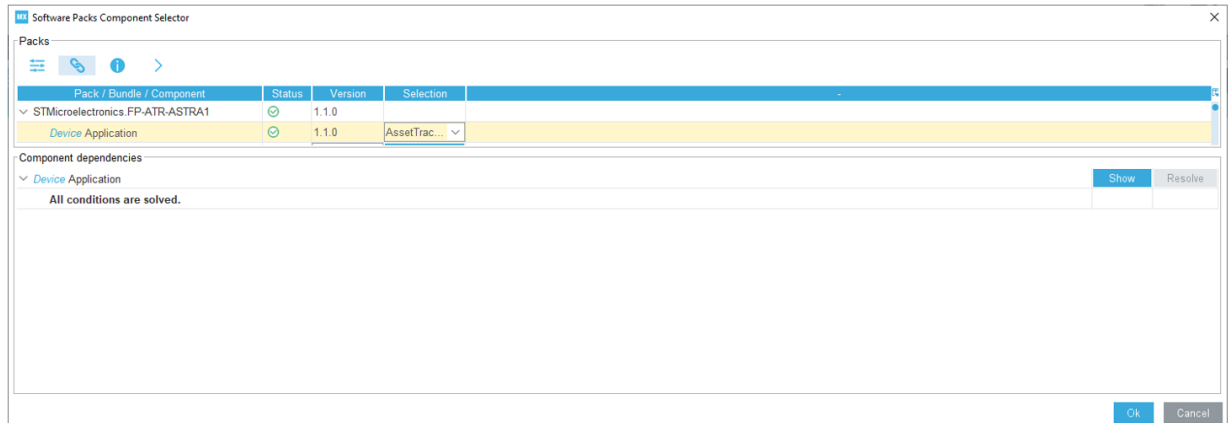 MX Software Packs Component Selector
Packs
Pack / Bundle / Component Status Version Selection -
STMicroelectronics.FP-ATR-ASTRA1 1.1.0
Device Application 1.1.0 AssetTrac...
Component dependencies
Device Application Show Resolve
All conditions are solved.
Ok Cancel